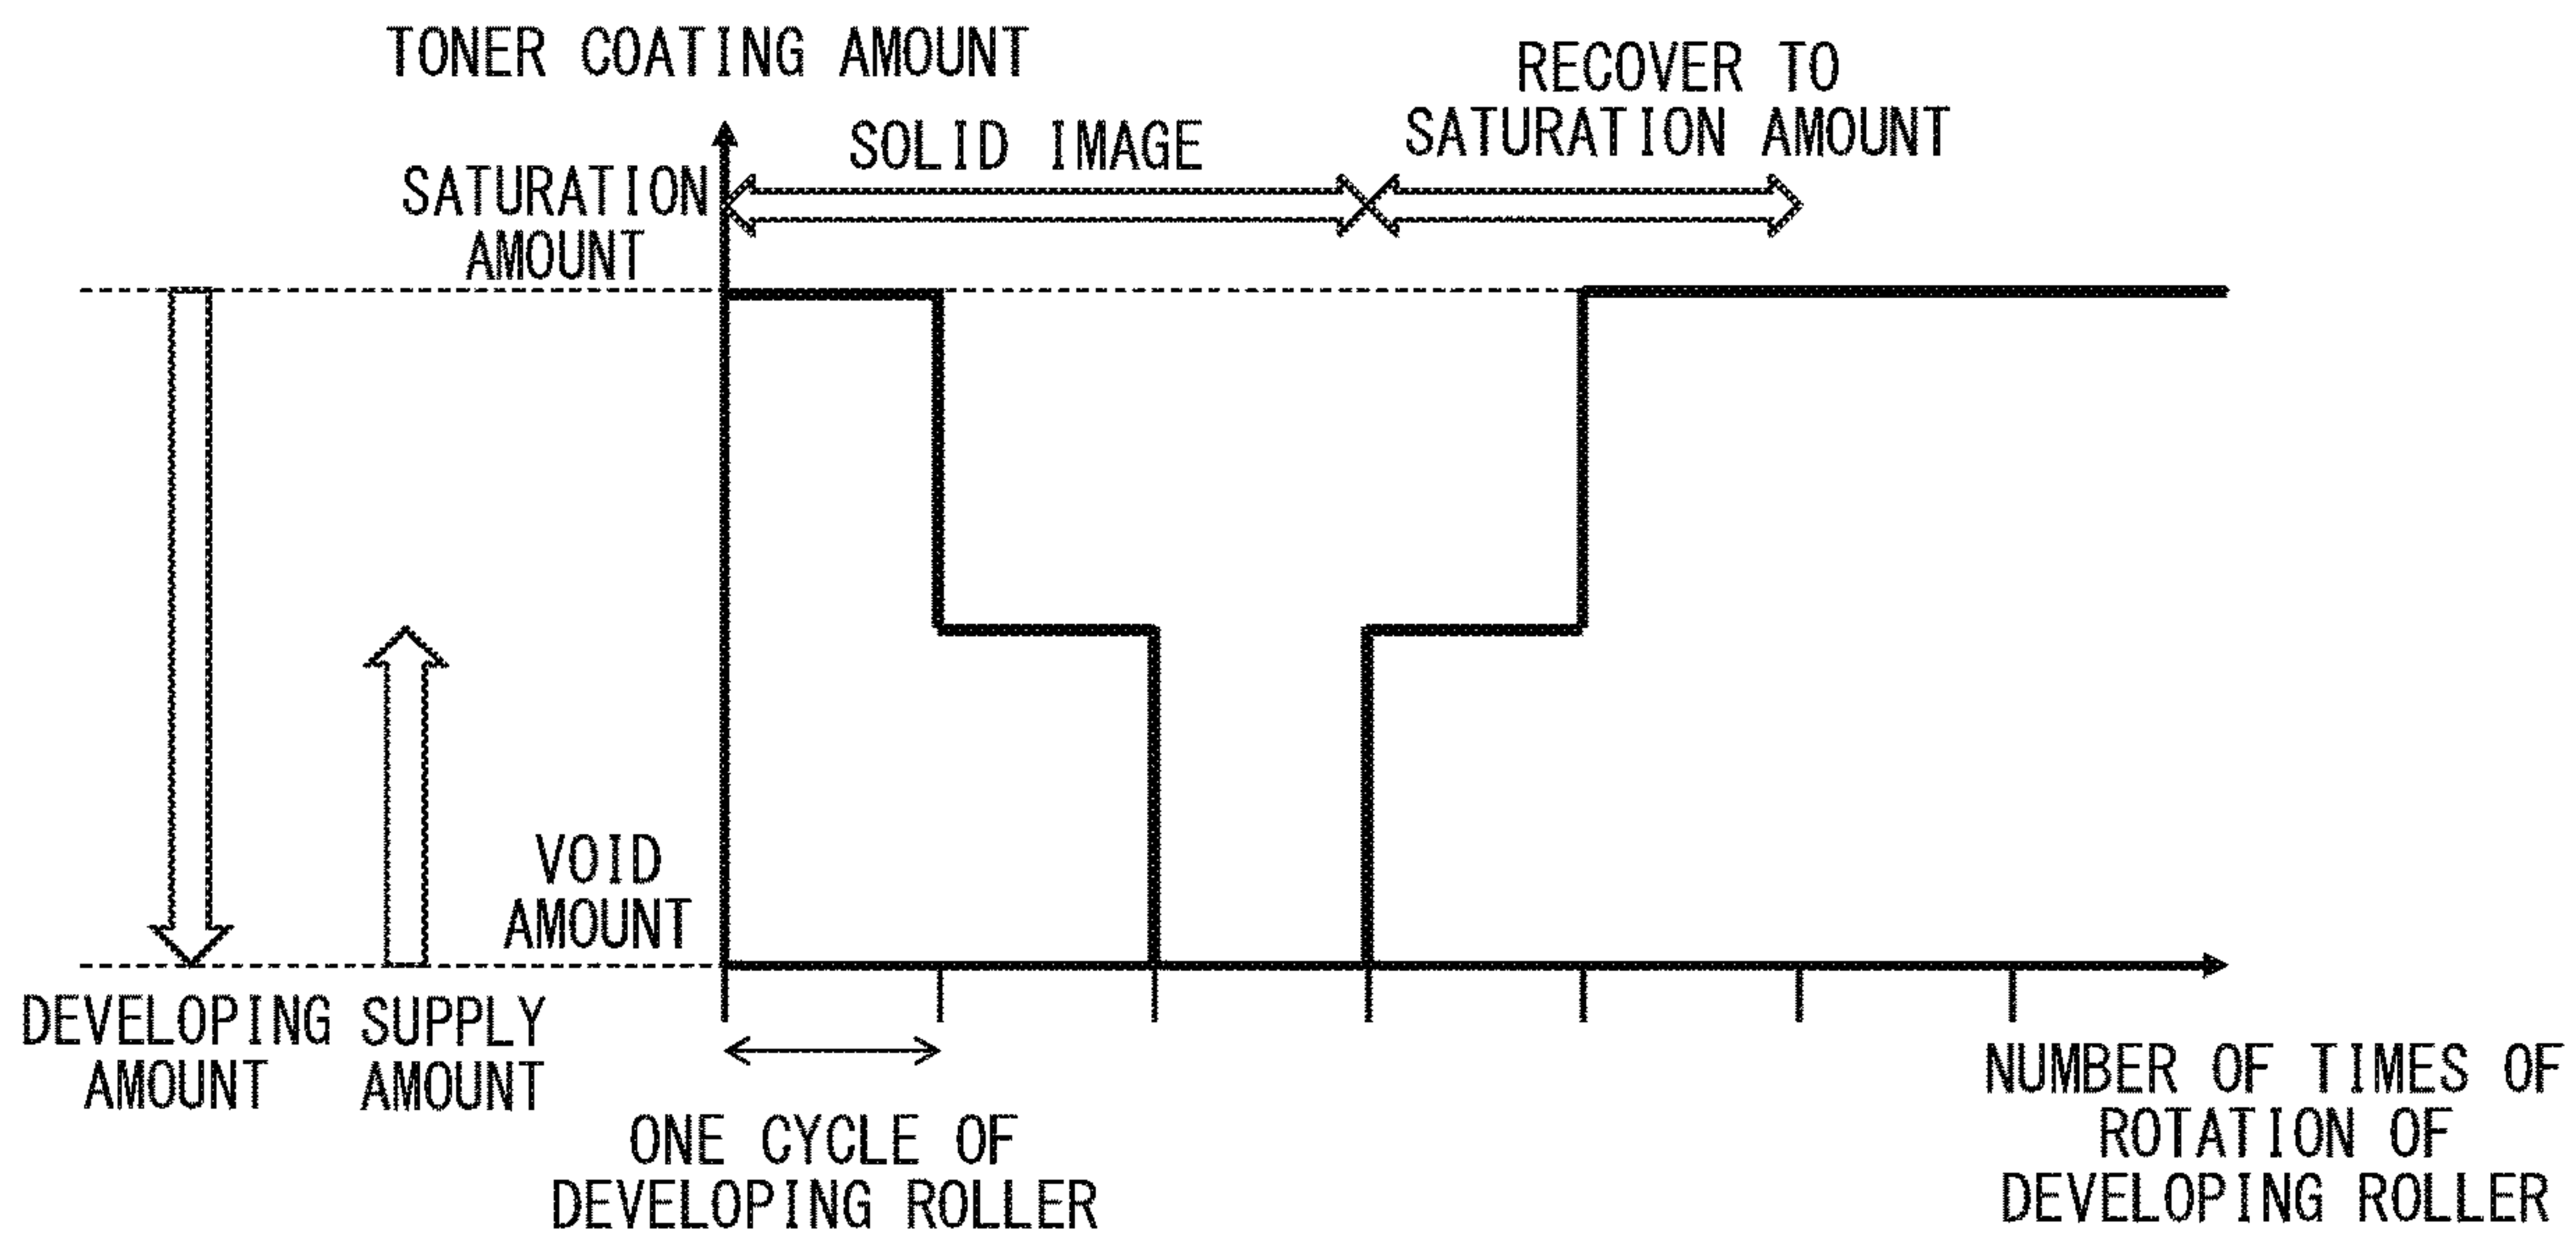 TONER COATING AMOUNT
RECOVER TO
SATURATION AMOUNT
SOLID IMAGE
SATURATION
AMOUNT
VOID
AMOUNT
DEVELOPING
AMOUNT
SUPPLY
AMOUNT
ONE CYCLE OF
DEVELOPING ROLLER
NUMBER OF TIMES OF
ROTATION OF
DEVELOPING ROLLER